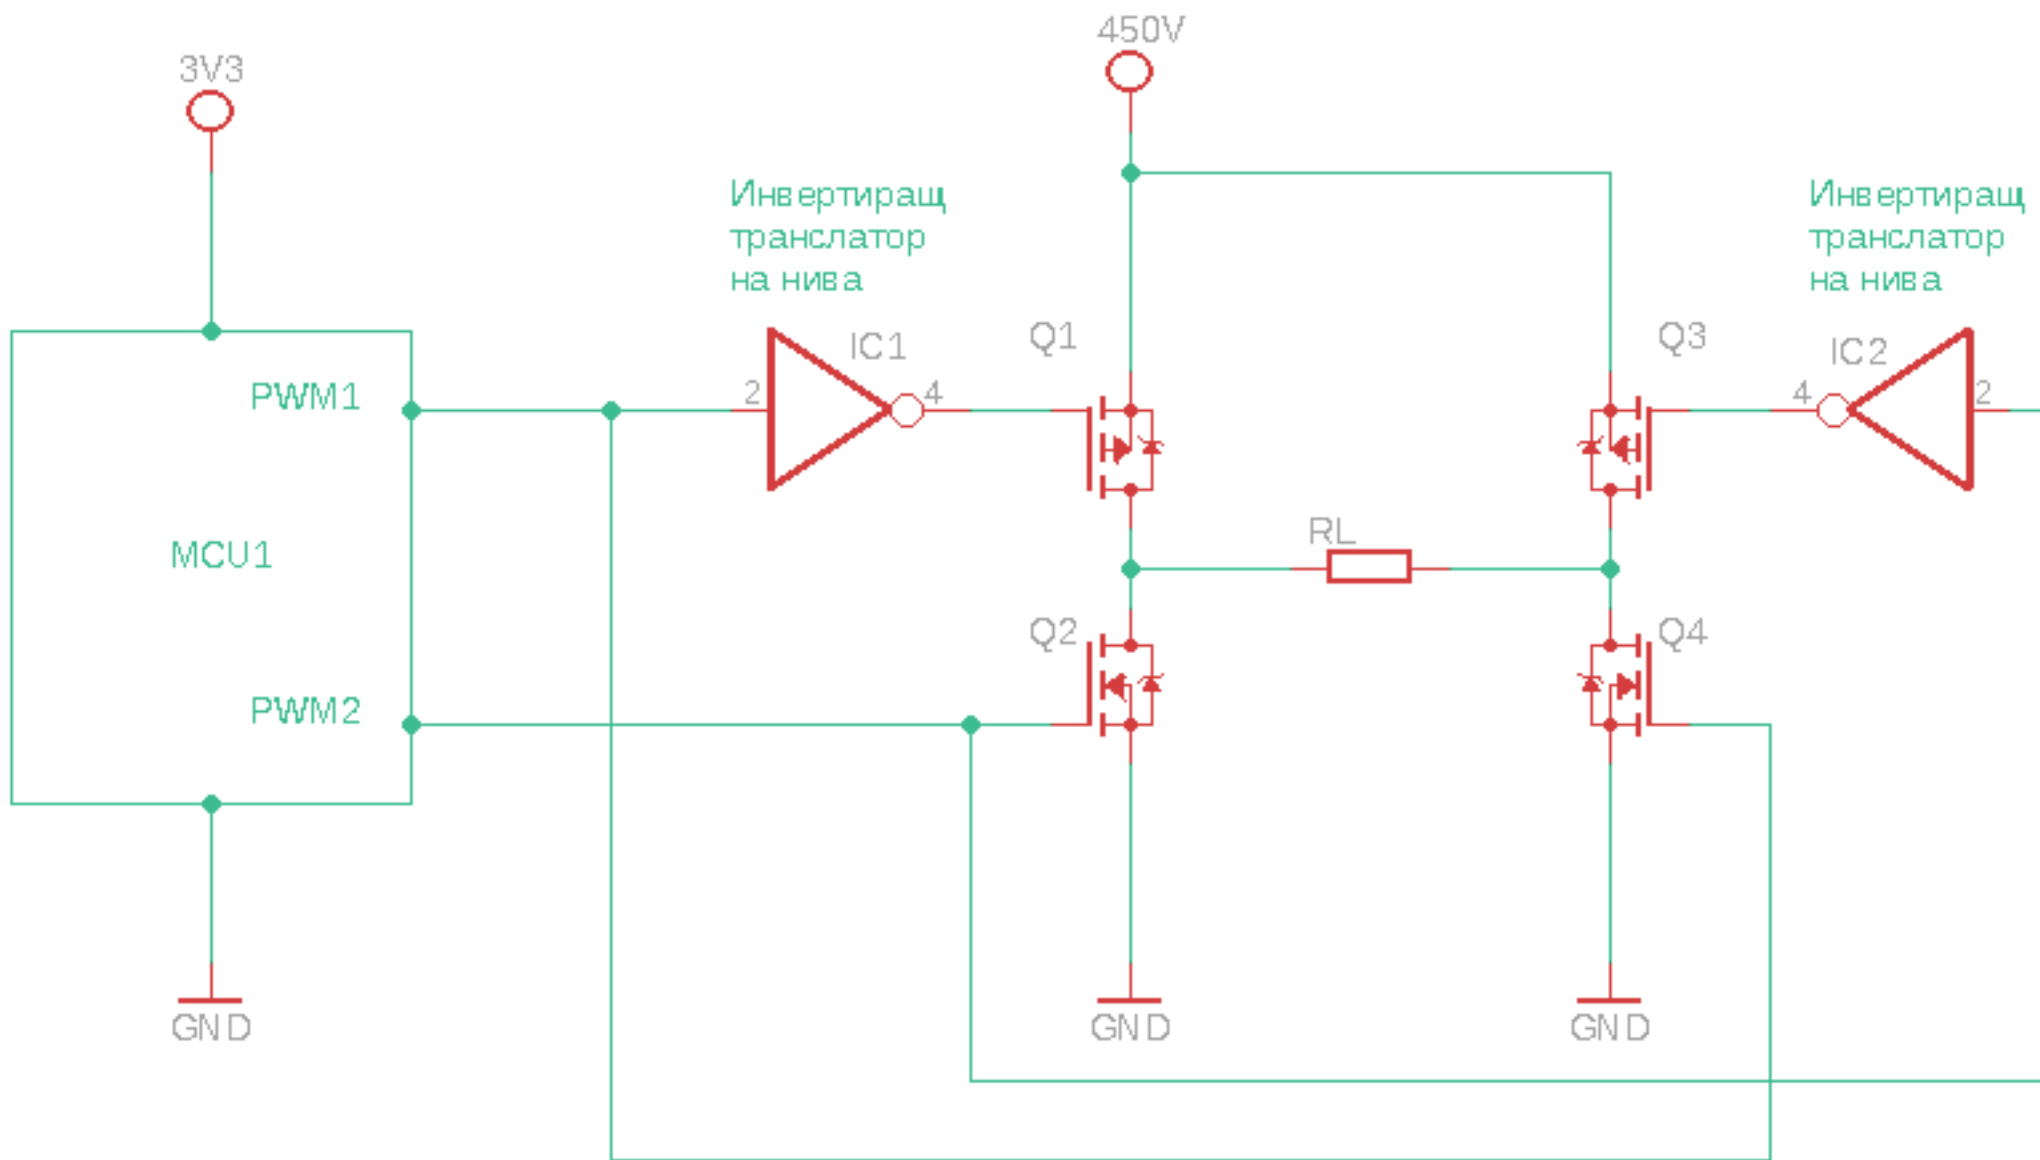 450V
3V3
Инвертиращ
транслатор
на нива
Инвертиращ
транслатор
на нива
Q1
IC1
Q3
IC2
PWM1
2
4
4
2
RL
MCU1
Q2
Q4
PWM2
GND
GND
GND